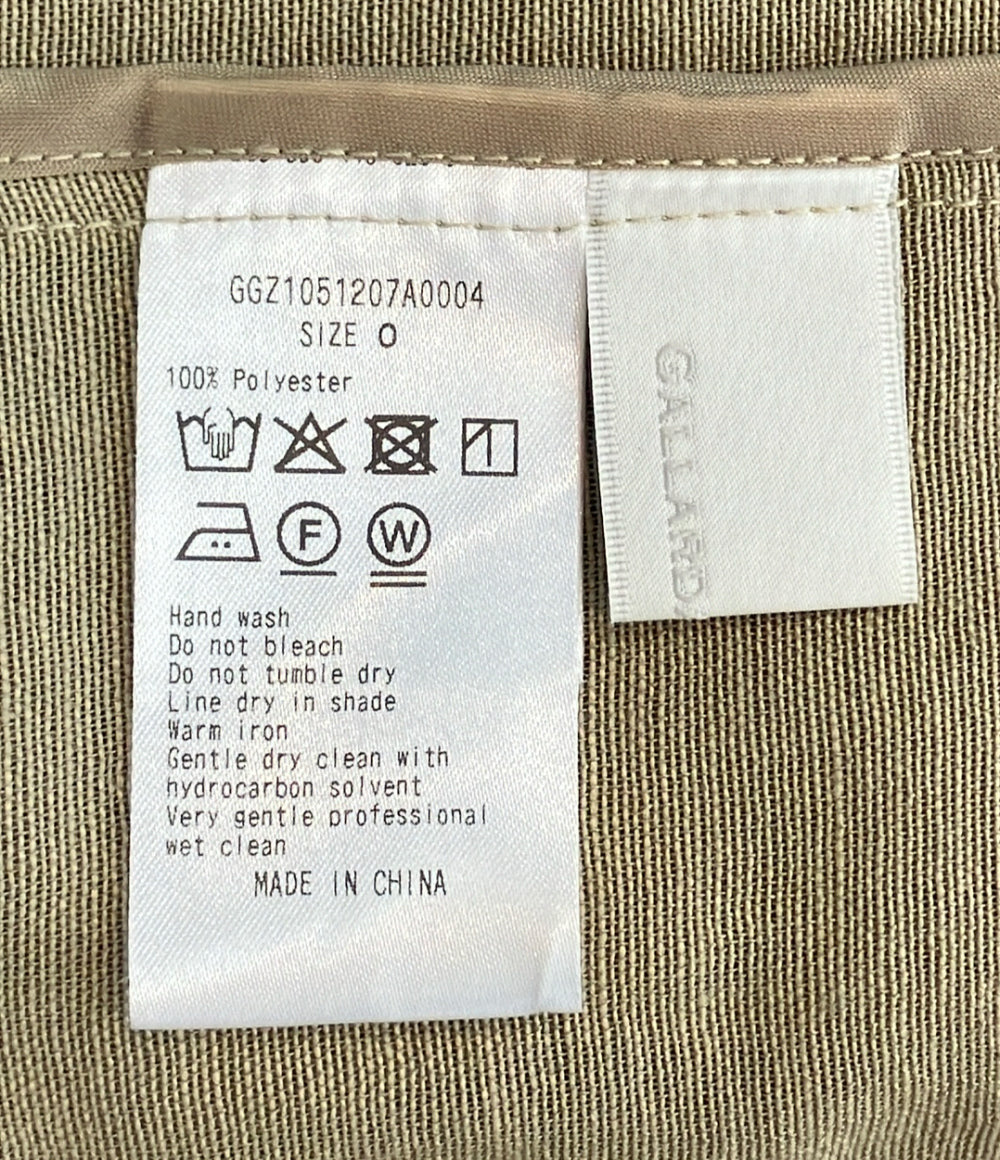 GGZ1051207A0004
SIZE 0
100% Polyester
F
W
Hand wash
Do not bleach
Do not tumble dry
Line dry in shade
Warm iron
Gentle dry clean with
hydrocarbon solvent
Very gentle professional
wet clean
MADE IN CHINA